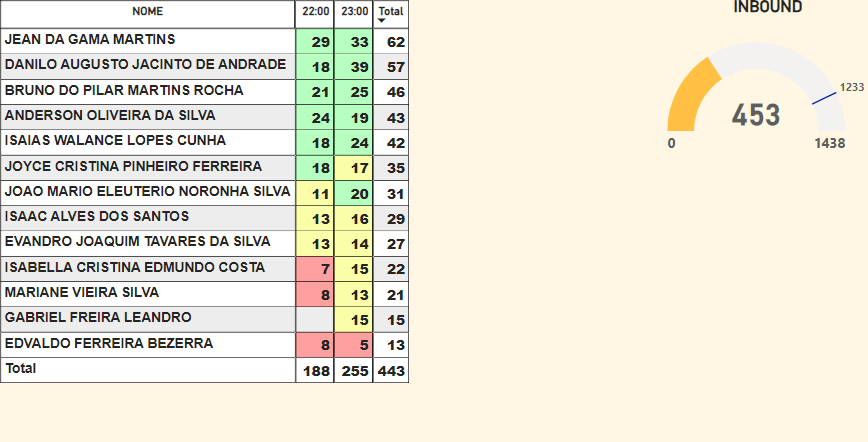 NOME 22:00 23:00 Total
JEAN DA GAMA MARTINS 29 33 62
DANILO AUGUSTO JACINTO DE ANDRADE 18 39 57
BRUNO DO PILAR MARTINS ROCHA 21 25 46
ANDERSON OLIVEIRA DA SILVA 24 19 43
ISAIAS WALANCE LOPES CUNHA 18 24 42
JOYCE CRISTINA PINHEIRO FERREIRA 18 17 35
JOAO MARIO ELEUTERIO NORONHA SILVA 11 20 31
ISAAC ALVES DOS SANTOS 13 16 29
EVANDRO JOAQUIM TAVARES DA SILVA 13 14 27
ISABELLA CRISTINA EDMUNDO COSTA 7 15 22
MARIANE VIEIRA SILVA 8 13 21
GABRIEL FREIRA LEANDRO 15 15
EDVALDO FERREIRA BEZERRA 8 5 13
Total 188 255 443
INBOUND
1233
453
0 1438